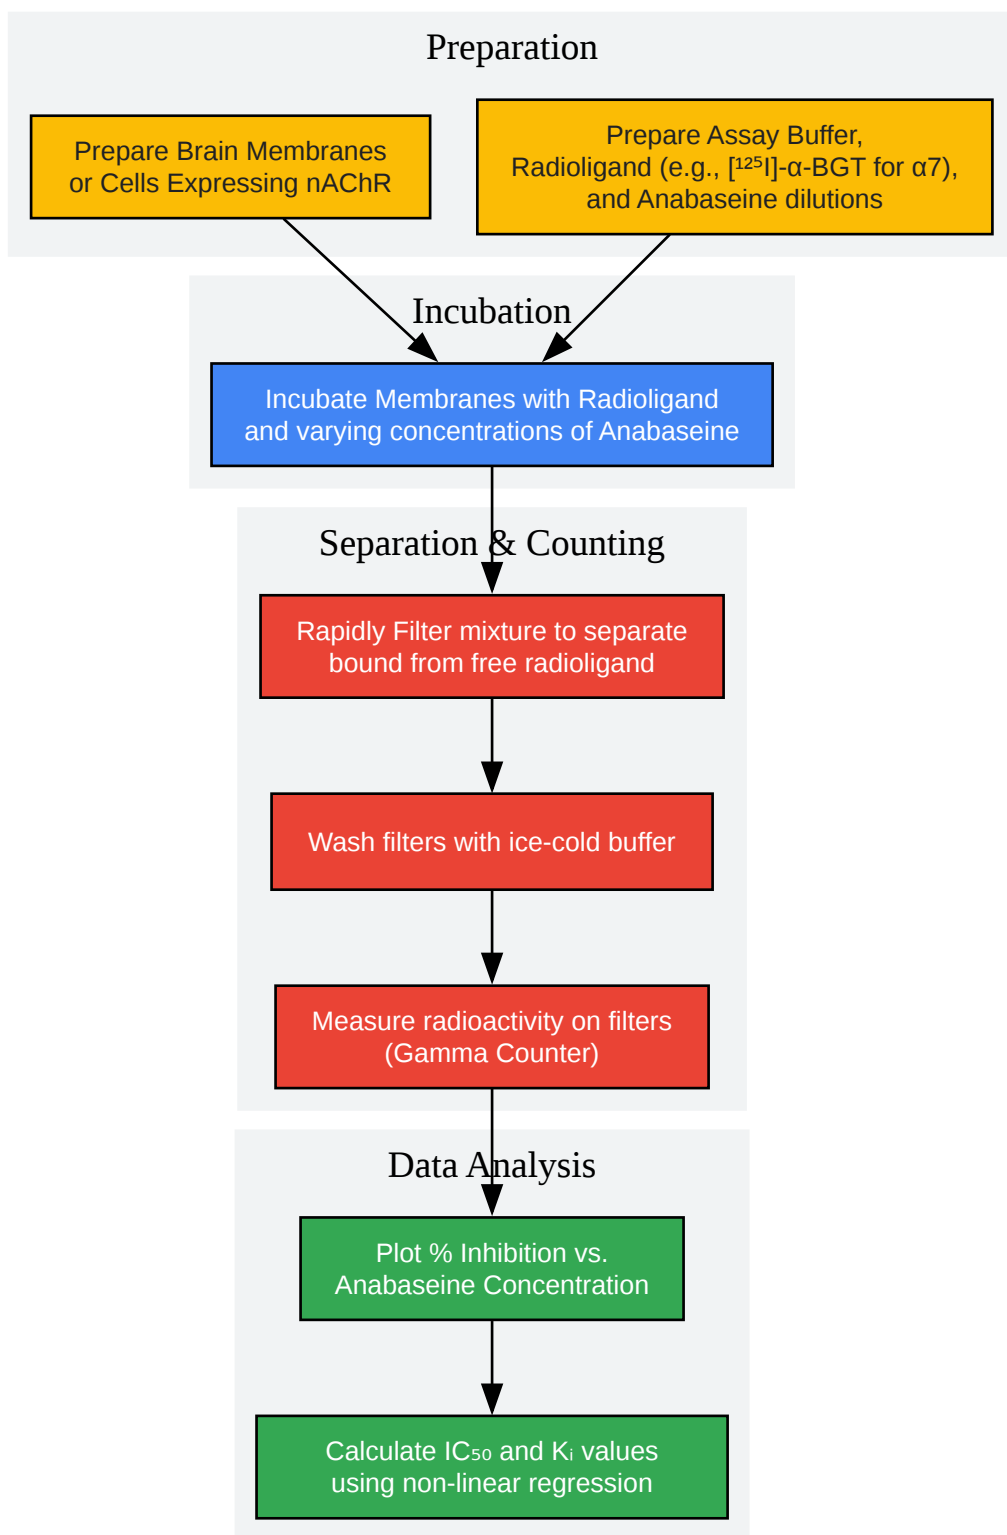 Preparation
Prepare Brain Membranes
or Cells Expressing nAChR
Prepare Assay Buffer,
Radioligand (e.g., [¹²⁵I]-α-BGT for α7),
and Anabaseine dilutions
Incubation
Incubate Membranes with Radioligand
and varying concentrations of Anabaseine
Separation & Counting
Rapidly Filter mixture to separate
bound from free radioligand
Wash filters with ice-cold buffer
Measure radioactivity on filters
(Gamma Counter)
Data Analysis
Plot % Inhibition vs.
Anabaseine Concentration
Calculate IC₅₀ and Kᵢ values
using non-linear regression